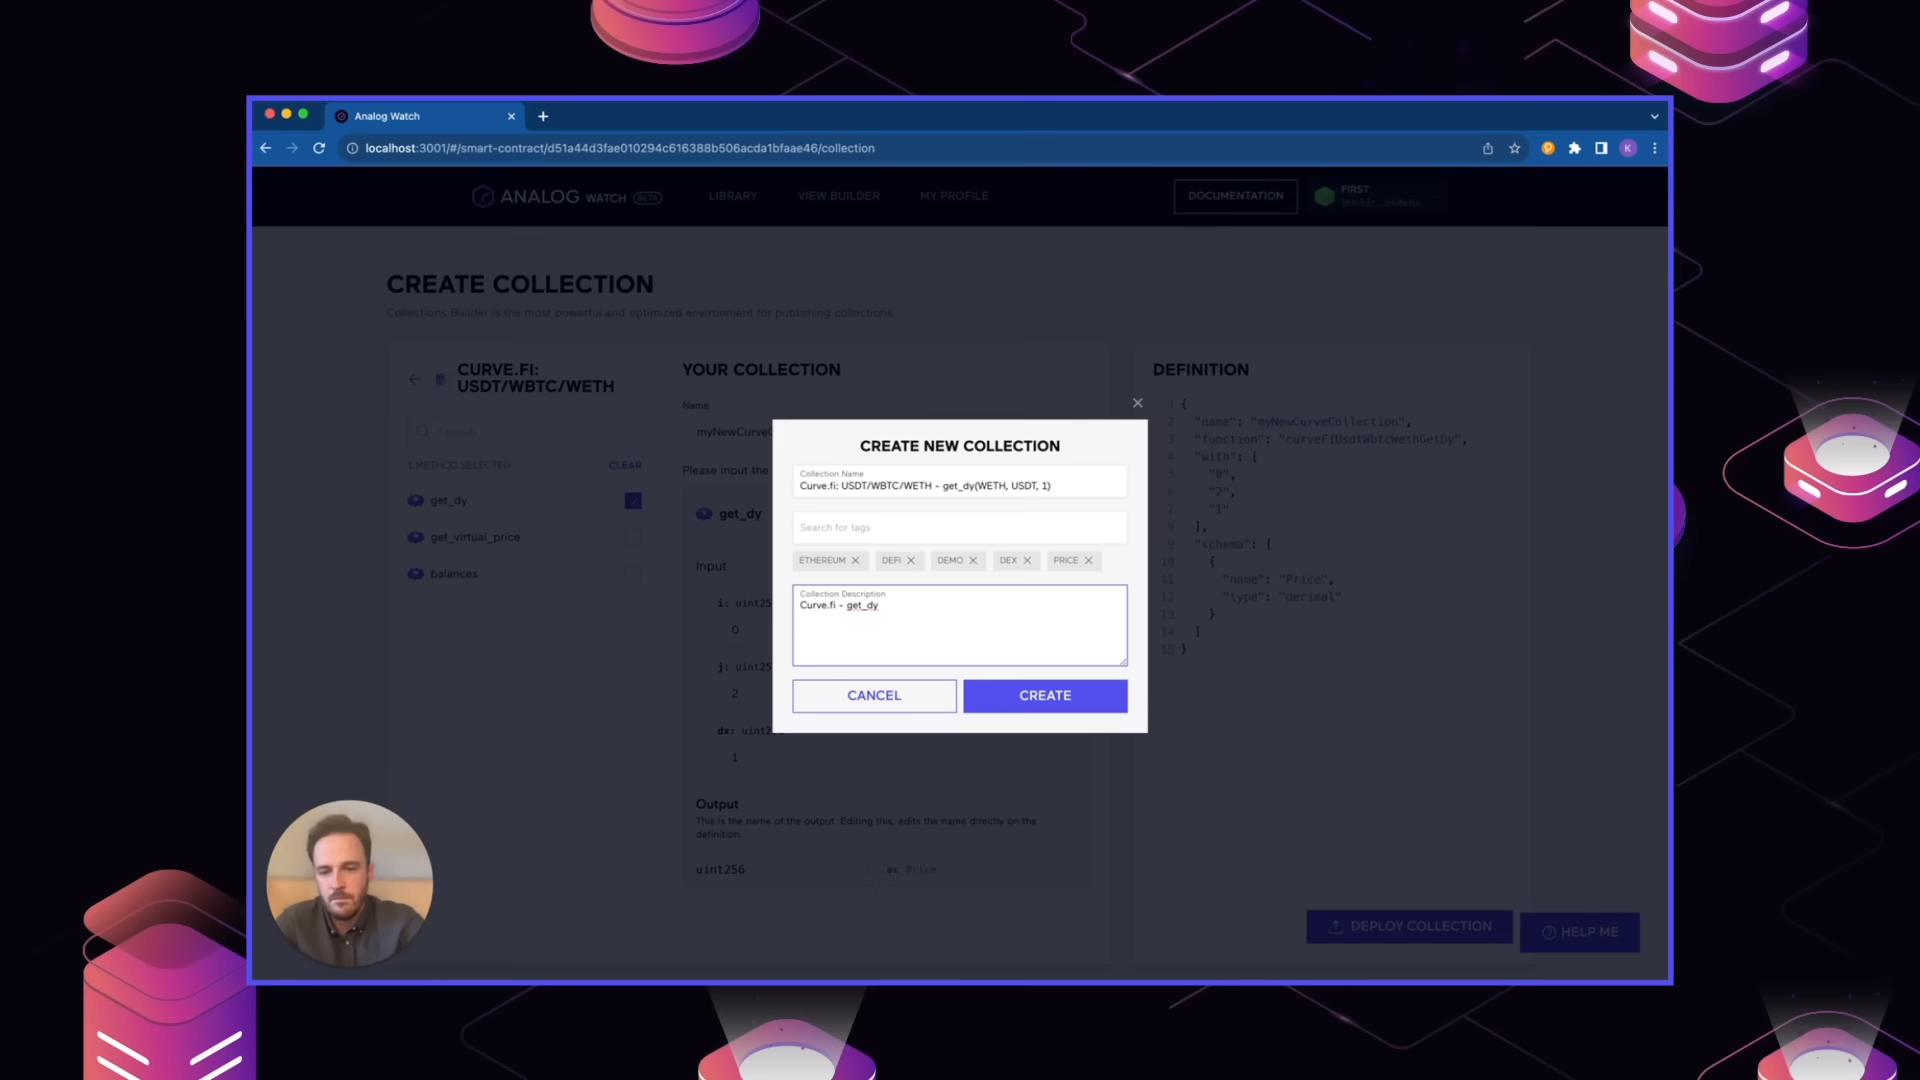 Analog Watch
localhost:3001/#/smart-contract/d51a44d3fae010294c616388b506acda1bfaae46/collection
K
ANALOG WATCH BETA
LIBRARY
VIEW BUILDER
MY PROFILE
DOCUMENTATION
FIRST
CREATE COLLECTION
Collections Builder is the most powerful and optimized environment for publishing collections.
CURVE.FI:
USDT/WBTC/WETH
Search
1 METHOD SELECTED
CLEAR
get_dy
get_virtual_price
balances
YOUR COLLECTION
Name
myNewCurveC
Please input the
get_dy
Input
i: uint25
0
j: uint25
2
dx: uint2
1
Output
This is the name of the output. Editing this, edits the name directly on the
definition.
uint256
as: Price
CREATE NEW COLLECTION
Collection Name
Curve.fi: USDT/WBTC/WETH - get_dy(WETH, USDT, 1)
Search for tags
ETHEREUM
DEFI
DEMO
DEX
PRICE
Collection Description
Curve.fi - get_dy
CANCEL
CREATE
DEFINITION
1 {
2 "name": "myNewCurveCollection",
3 "function": "curveFiUsdtWbtcWethGetDy",
4 "with": [
5 "0",
6 "2",
7 "1"
8 ],
9 "schema": [
10 {
11 "name": "Price",
12 "type": "decimal"
13 }
14 ]
15 }
DEPLOY COLLECTION
HELP ME